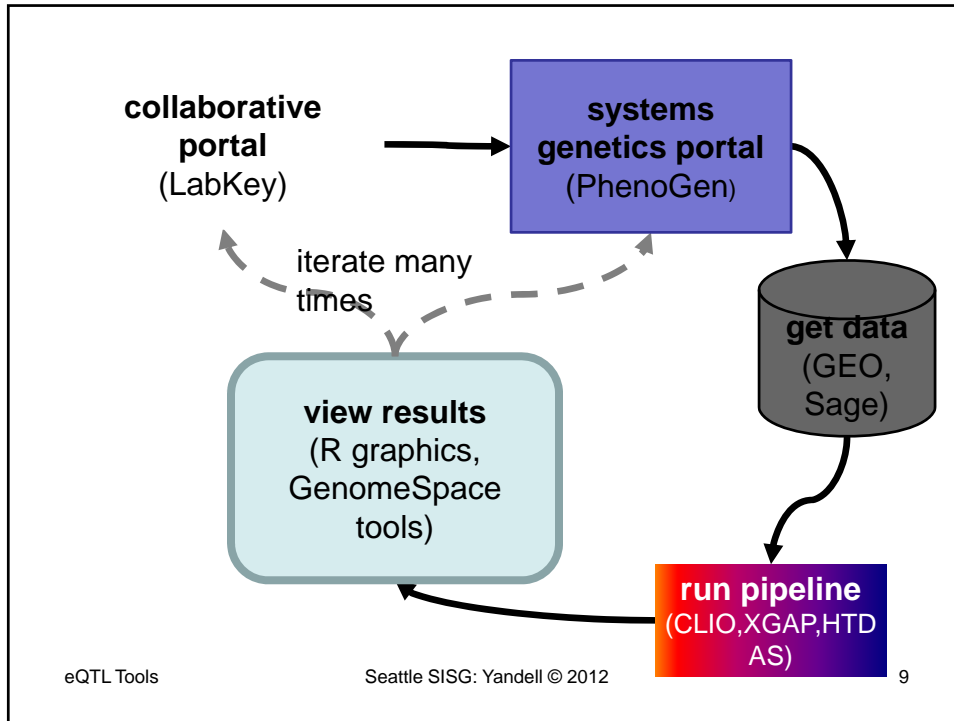 collaborative
portal
(LabKey)
systems
genetics portal
(PhenoGen)
iterate many
times
get data
(GEO,
Sage)
view results
(R graphics,
GenomeSpace
tools)
run pipeline
(CLIO,XGAP,HTD
AS)
eQTL Tools
Seattle SISG: Yandell © 2012
9